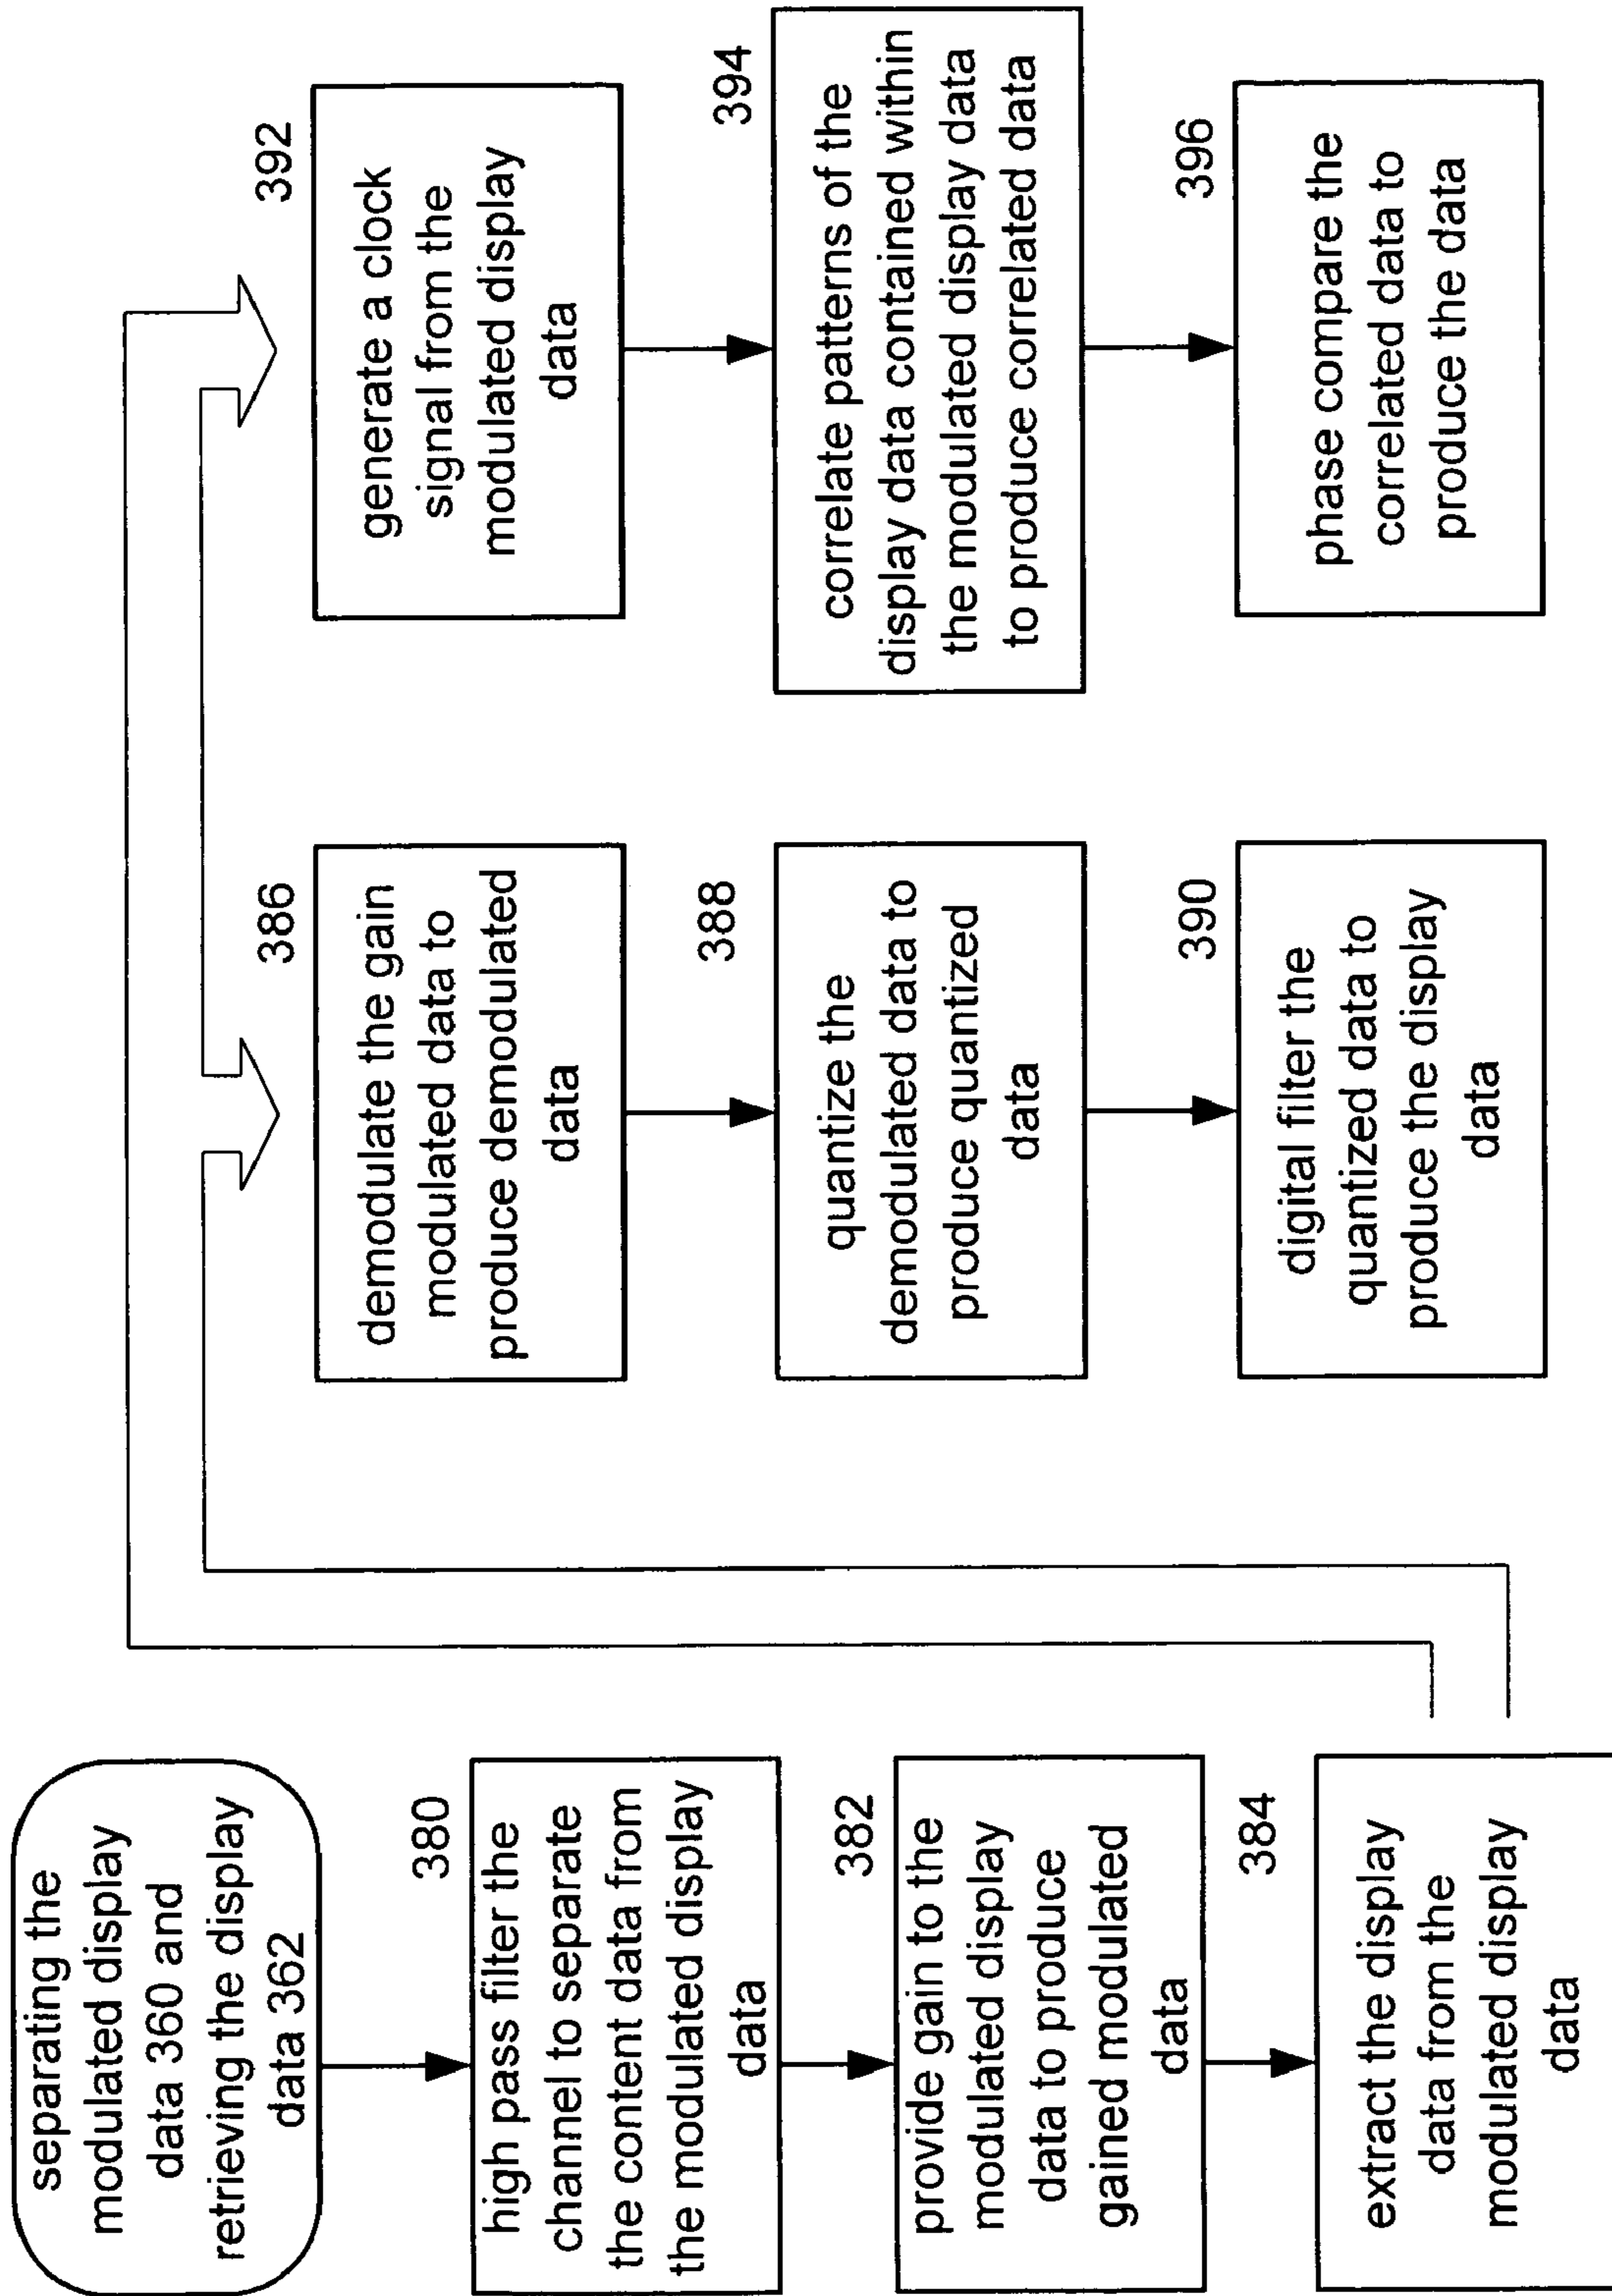 separating the
modulated display
data 360 and
retrieving the display
data 362
380
high pass filter the
channel to separate
the content data from
the modulated display
data
382
provide gain to the
modulated display
data to produce
gained modulated
data
384
extract the display
data from the
modulated display
data
386
demodulate the gain
modulated data to
produce demodulated
data
388
quantize the
demodulated data to
produce quantized
data
390
digital filter the
quantized data to
produce the display
data
392
generate a clock
signal from the
modulated display
data
394
correlate patterns of the
display data contained within
the modulated display data
to produce correlated data
396
phase compare the
correlated data to
produce the data